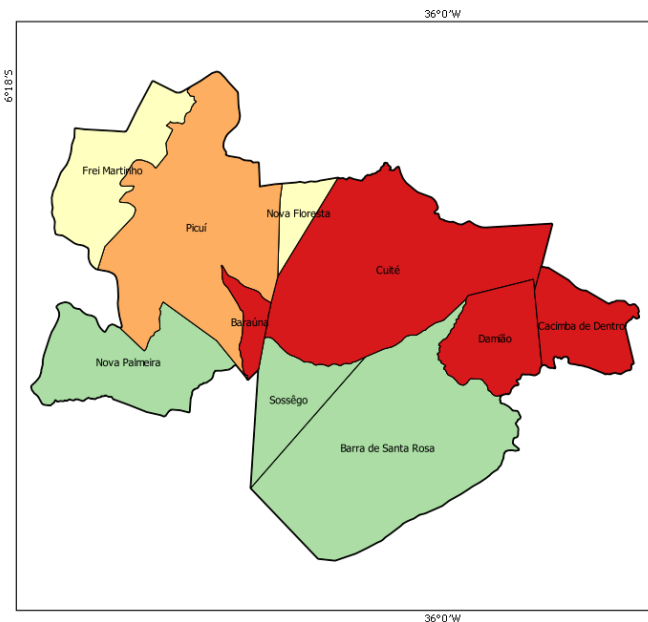 36°0'W
6°18'S
Frei Martinho
Nova Floresta
Picuí
Cuité
Baraúna
Cacimba de Dentro
Damião
Nova Palmeira
Sossêgo
Barra de Santa Rosa
36°0'W